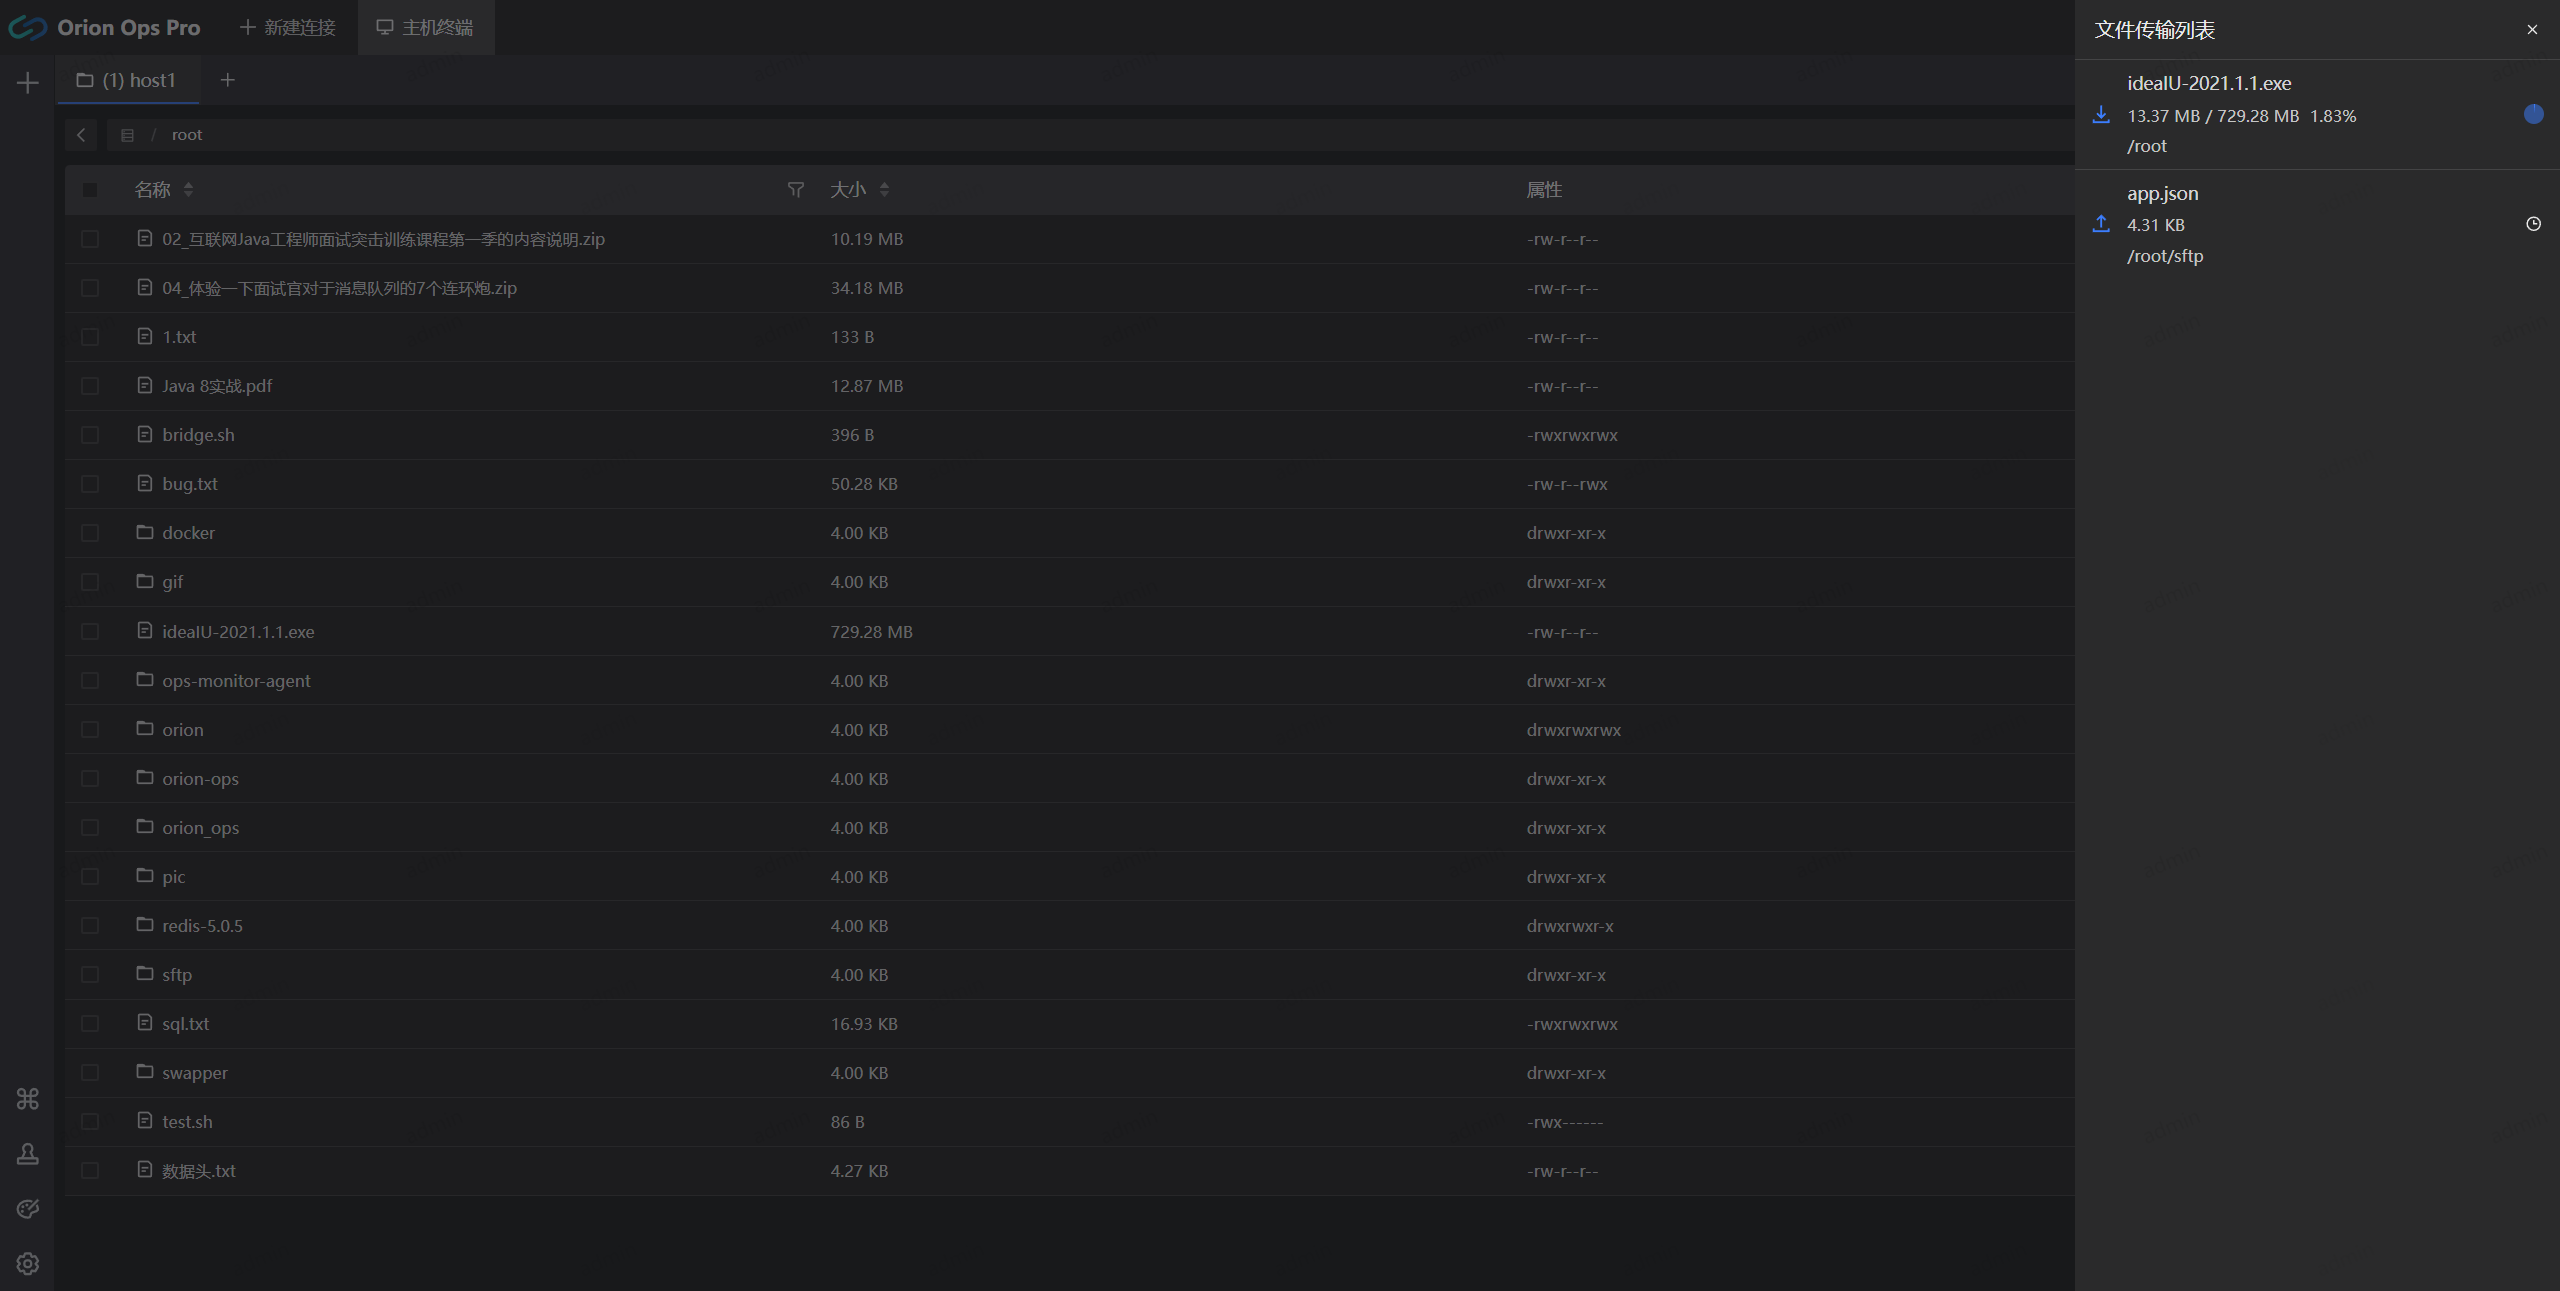 Orion Ops Pro
新建连接
主机终端
(1) host1
/ root
名称 大小 属性
02_互联网Java工程师面试突击训练课程第一季的内容说明.zip 10.19 MB -rw-r--r--
04_体验一下面试官对于消息队列的7个连环炮.zip 34.18 MB -rw-r--r--
1.txt 133 B -rw-r--r--
Java 8实战.pdf 12.87 MB -rw-r--r--
bridge.sh 396 B -rwxrwxrwx
bug.txt 50.28 KB -rw-r--rwx
docker 4.00 KB drwxr-xr-x
gif 4.00 KB drwxr-xr-x
ideaIU-2021.1.1.exe 729.28 MB -rw-r--r--
ops-monitor-agent 4.00 KB drwxr-xr-x
orion 4.00 KB drwxrwxrwx
orion-ops 4.00 KB drwxr-xr-x
orion_ops 4.00 KB drwxr-xr-x
pic 4.00 KB drwxr-xr-x
redis-5.0.5 4.00 KB drwxrwxr-x
sftp 4.00 KB drwxr-xr-x
sql.txt 16.93 KB -rwxrwxrwx
swapper 4.00 KB drwxr-xr-x
test.sh 86 B -rwx------
数据头.txt 4.27 KB -rw-r--r--
文件传输列表
ideaIU-2021.1.1.exe
13.37 MB / 729.28 MB 1.83%
/root
app.json
4.31 KB
/root/sftp